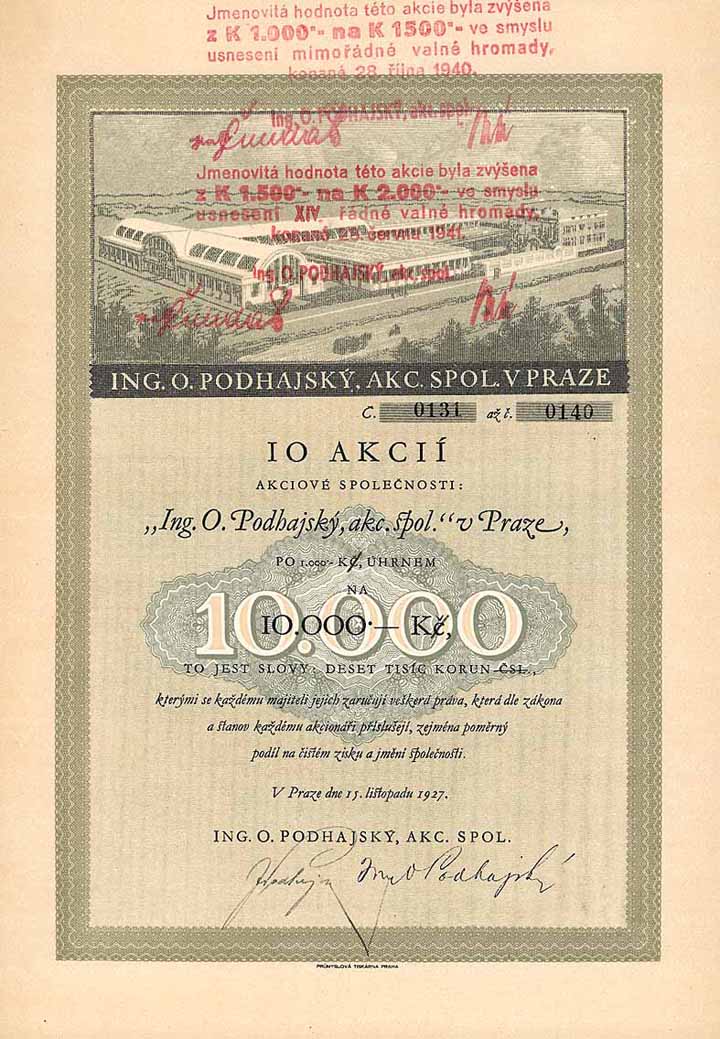 Jmenovitá hodnota této akcie byla zvýšena
z K 1.000·- na K 1500·- ve smyslu
usnesení mimořádné valné hromady,
konané 28. října 1940.
Ing. O. PODHAJSKÝ, akc. spol.
Jmenovitá hodnota této akcie byla zvýšena
z K 1.500·- na K 2.000·- ve smyslu
usnesení XIV. řádné valné hromady,
konané 28. června 1941.
Ing. O. PODHAJSKÝ, akc. spol.
ING. O. PODHAJSKÝ, AKC. SPOL. V PRAZE
Č. 0131 až č. 0140
10 AKCIÍ
AKCIOVÉ SPOLEČNOSTI:
„Ing. O. Podhajský, akc. spol.“ v Praze,
PO 1.000·- Kč, ÚHRNEM
NA
10.000
10.000·— Kč,
TO JEST SLOVY: DESET TISÍC KORUN ČSL.,
kterými se každému majiteli jejich zaručují veškerá práva, která dle zákona
a stanov každému akcionáři příslušejí, zejména poměrný
podíl na čistém zisku a jmění společnosti.
V Praze dne 15. listopadu 1927.
ING. O. PODHAJSKÝ, AKC. SPOL.
Ing O Podhajský
PRŮMYSLOVÁ TISKÁRNA PRAHA